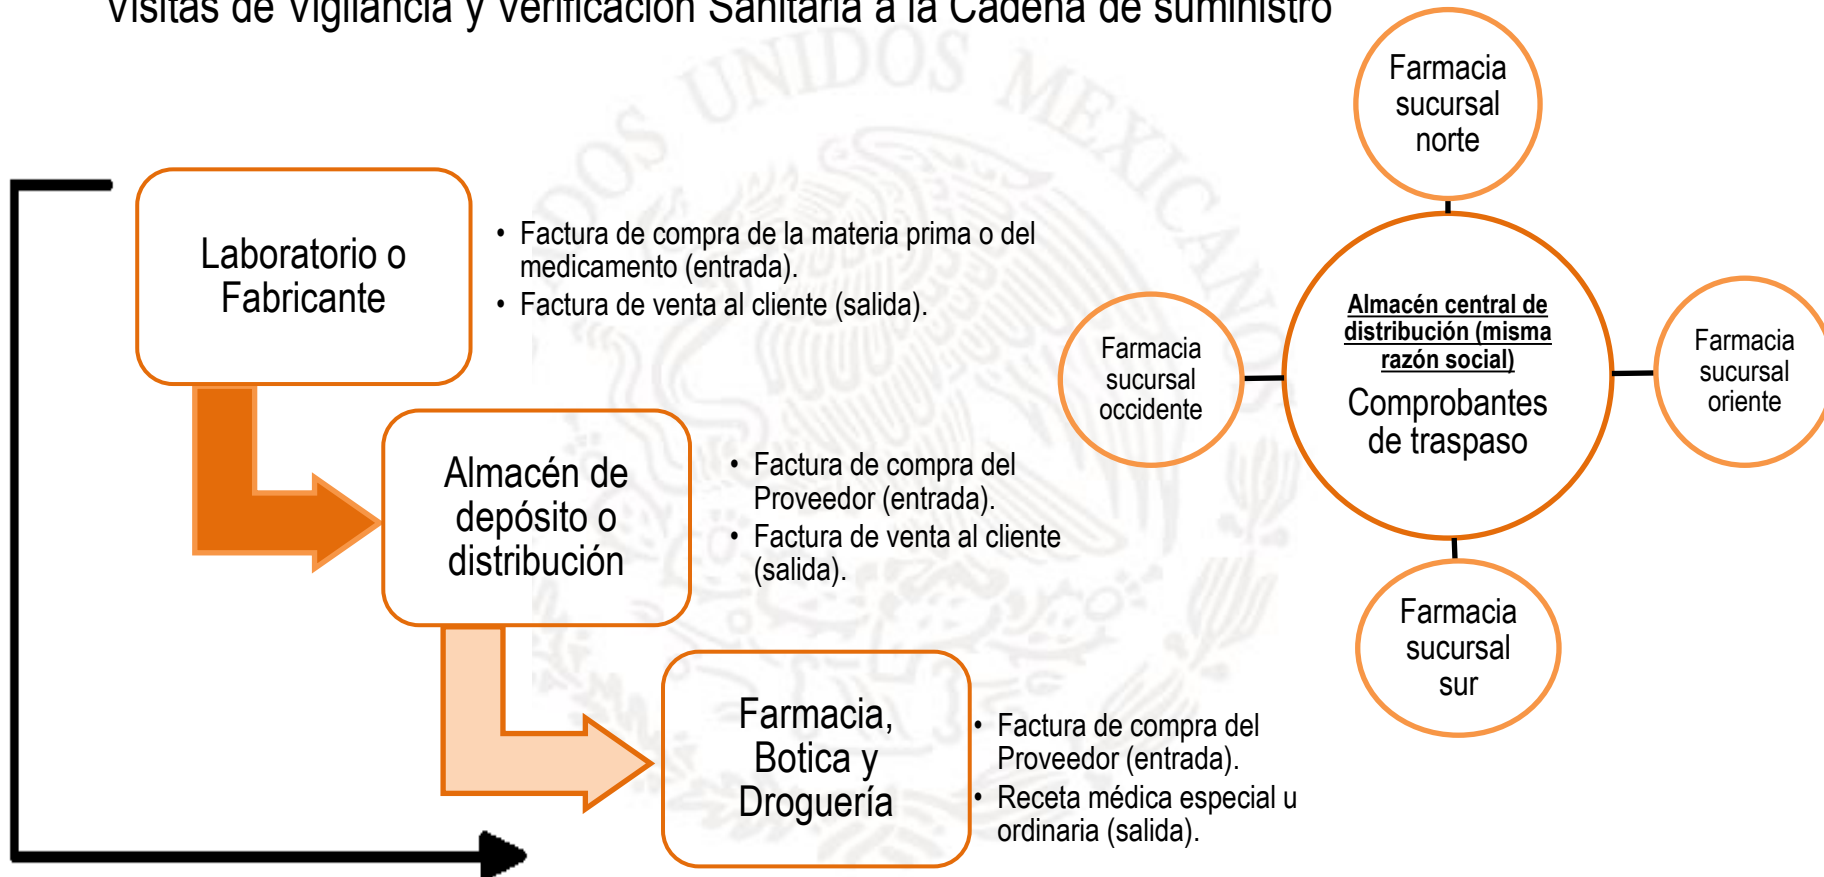 Visitas de Vigilancia y Verificación Sanitaria a la Cadena de suministro
Laboratorio o
Fabricante
• Factura de compra de la materia prima o del
medicamento (entrada).
• Factura de venta al cliente (salida).
Almacén de
depósito o
distribución
• Factura de compra del
Proveedor (entrada).
• Factura de venta al cliente
(salida).
Farmacia,
Botica y
Droguería
• Factura de compra del
Proveedor (entrada).
• Receta médica especial u
ordinaria (salida).
Farmacia
sucursal
norte
Farmacia
sucursal
occidente
Almacén central de
distribución (misma
razón social)
Comprobantes
de traspaso
Farmacia
sucursal
oriente
Farmacia
sucursal
sur
UNIDOS MEXICANOS